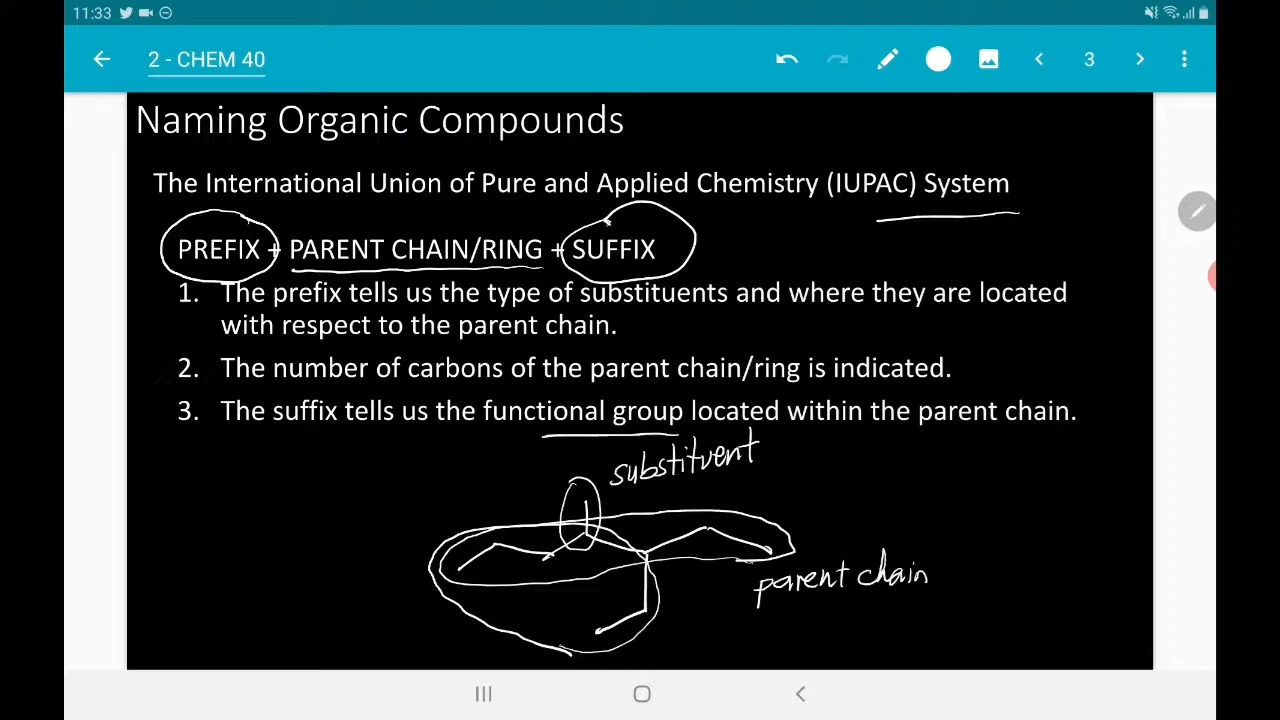 11:33
2 - CHEM 40
3
Naming Organic Compounds
The International Union of Pure and Applied Chemistry (IUPAC) System
PREFIX + PARENT CHAIN/RING + SUFFIX
1. The prefix tells us the type of substituents and where they are located
with respect to the parent chain.
2. The number of carbons of the parent chain/ring is indicated.
3. The suffix tells us the functional group located within the parent chain.
substituent
parent chain